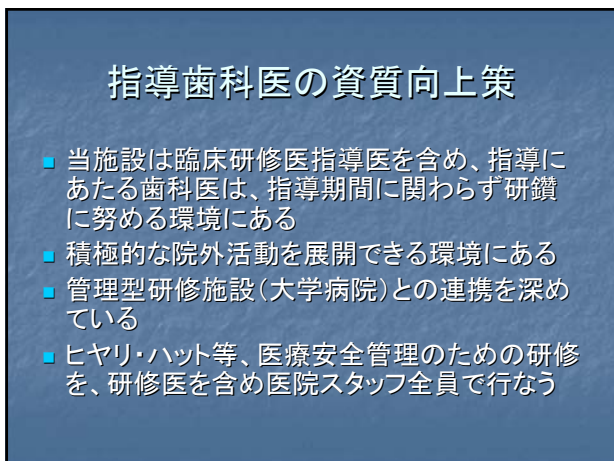 指導歯科医の資質向上策
当施設は臨床研修医指導医を含め、指導に
あたる歯科医は、指導期間に関わらず研鑽
に努める環境にある
積極的な院外活動を展開できる環境にある
管理型研修施設（大学病院）との連携を深め
ている
ヒヤリ・ハット等、医療安全管理のための研修
を、研修医を含め医院スタッフ全員で行なう